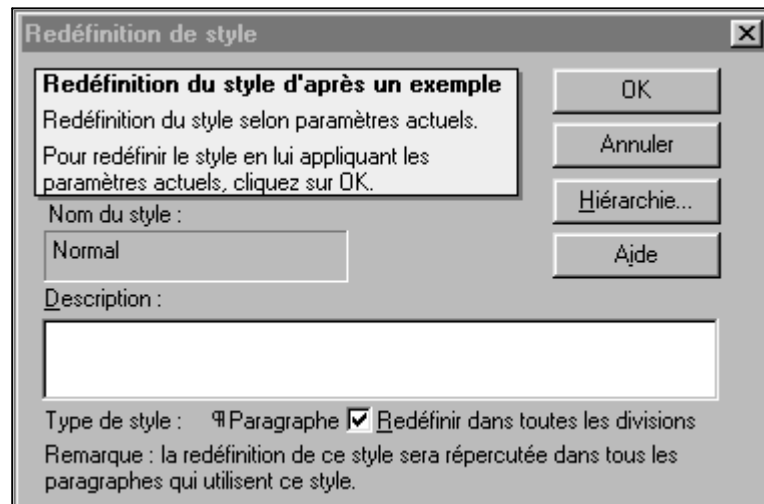 Redéfinition de style
Redéfinition du style d'après un exemple
Redéfinition du style selon paramètres actuels.
Pour redéfinir le style en lui appliquant les
paramètres actuels, cliquez sur OK.
OK
Annuler
Hiérarchie...
Aide
Nom du style :
Normal
Description :
Type de style : ¶ Paragraphe Redéfinir dans toutes les divisions
Remarque : la redéfinition de ce style sera répercutée dans tous les
paragraphes qui utilisent ce style.